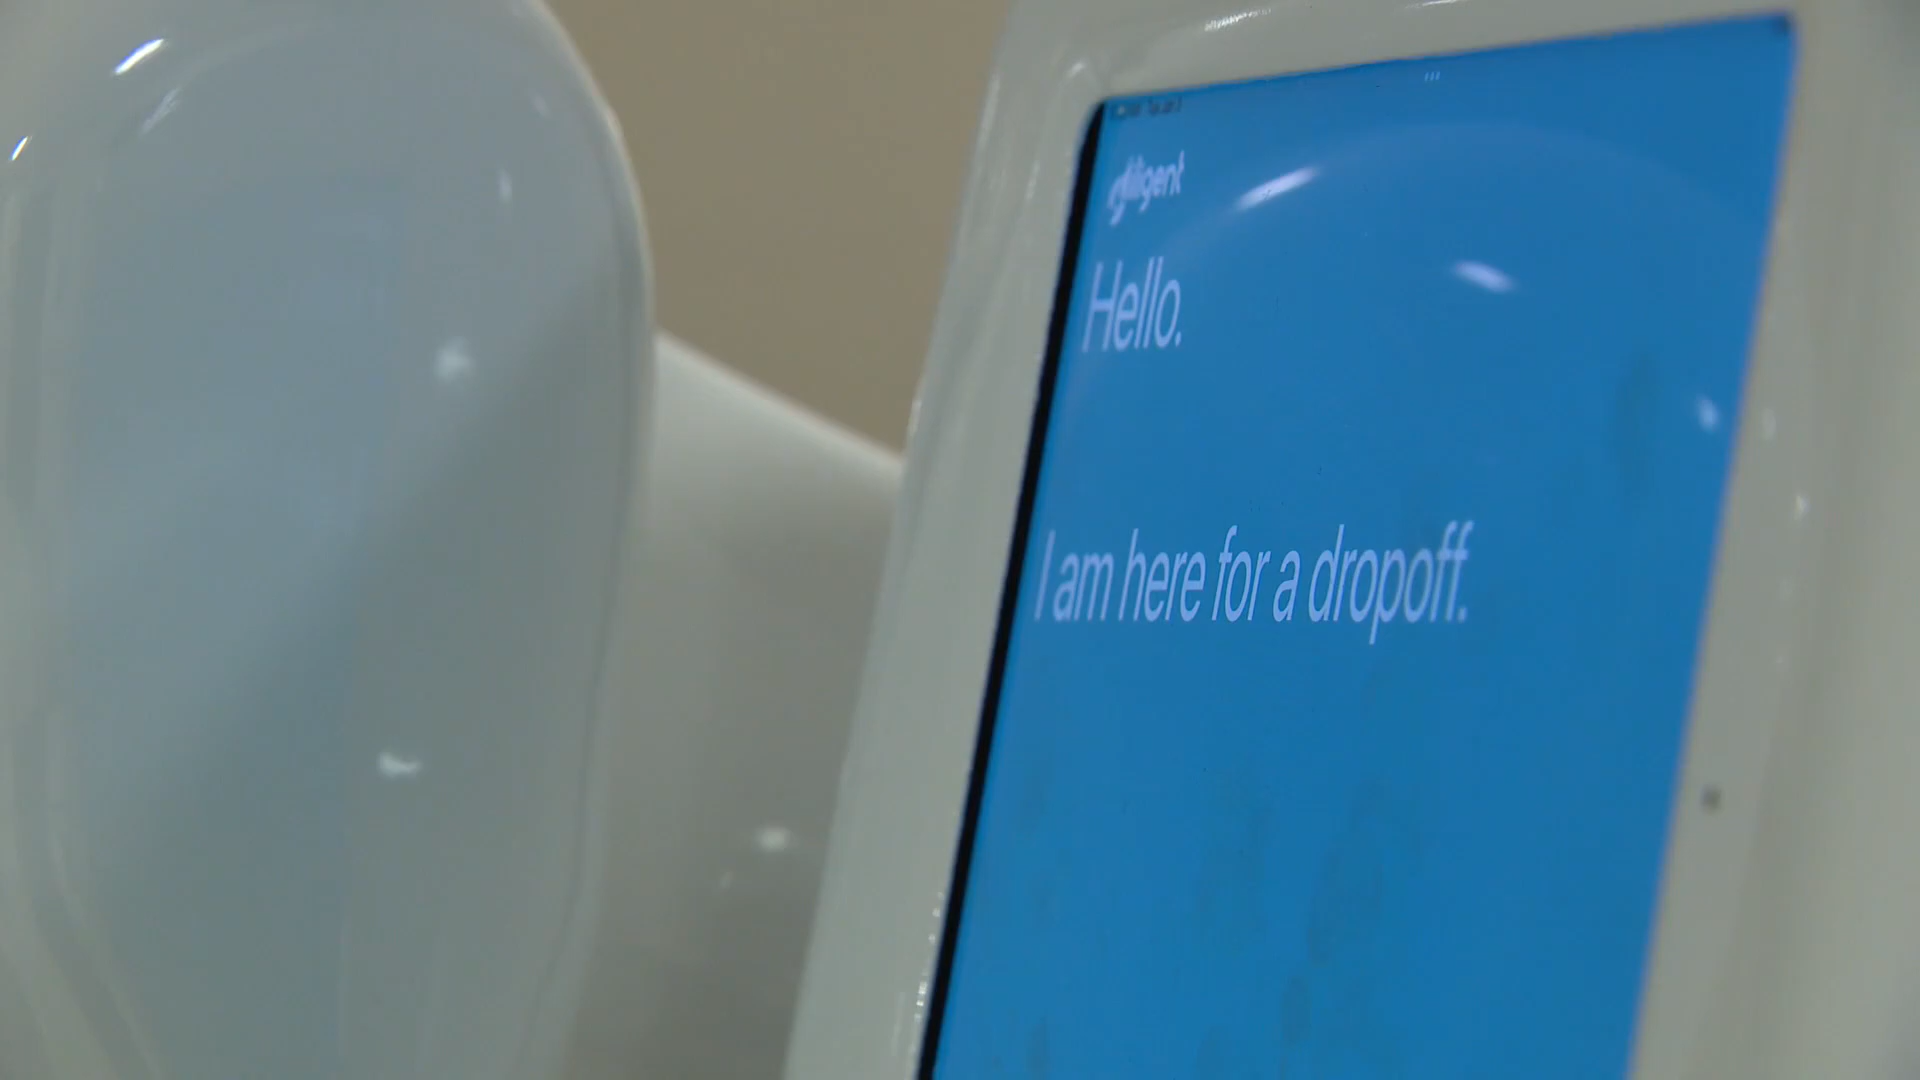 diligent
Hello.
I am here for a dropoff.